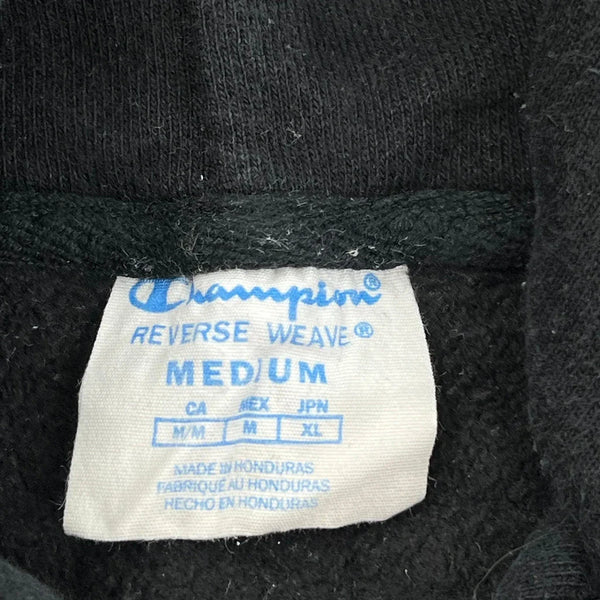 Champion®
REVERSE WEAVE®
MEDIUM
CA MEX JPN
M/M M XL
MADE IN HONDURAS
FABRIQUÉ AU HONDURAS
HECHO EN HONDURAS